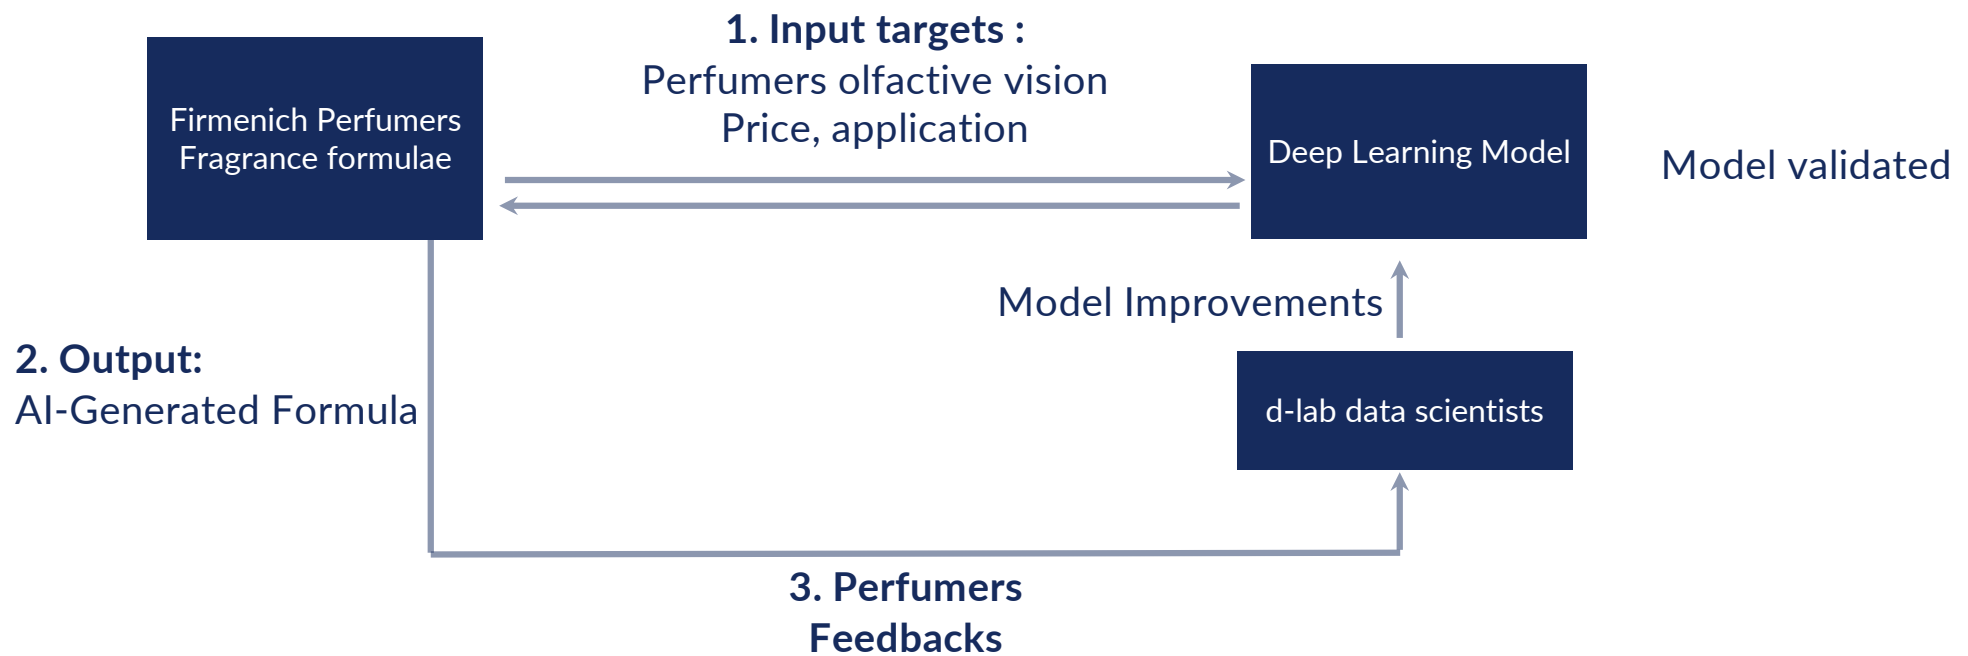 1. Input targets :
Perfumers olfactive vision
Price, application
Firmenich Perfumers
Fragrance formulae
Deep Learning Model
Model validated
Model Improvements
2. Output:
AI-Generated Formula
d-lab data scientists
3. Perfumers
Feedbacks